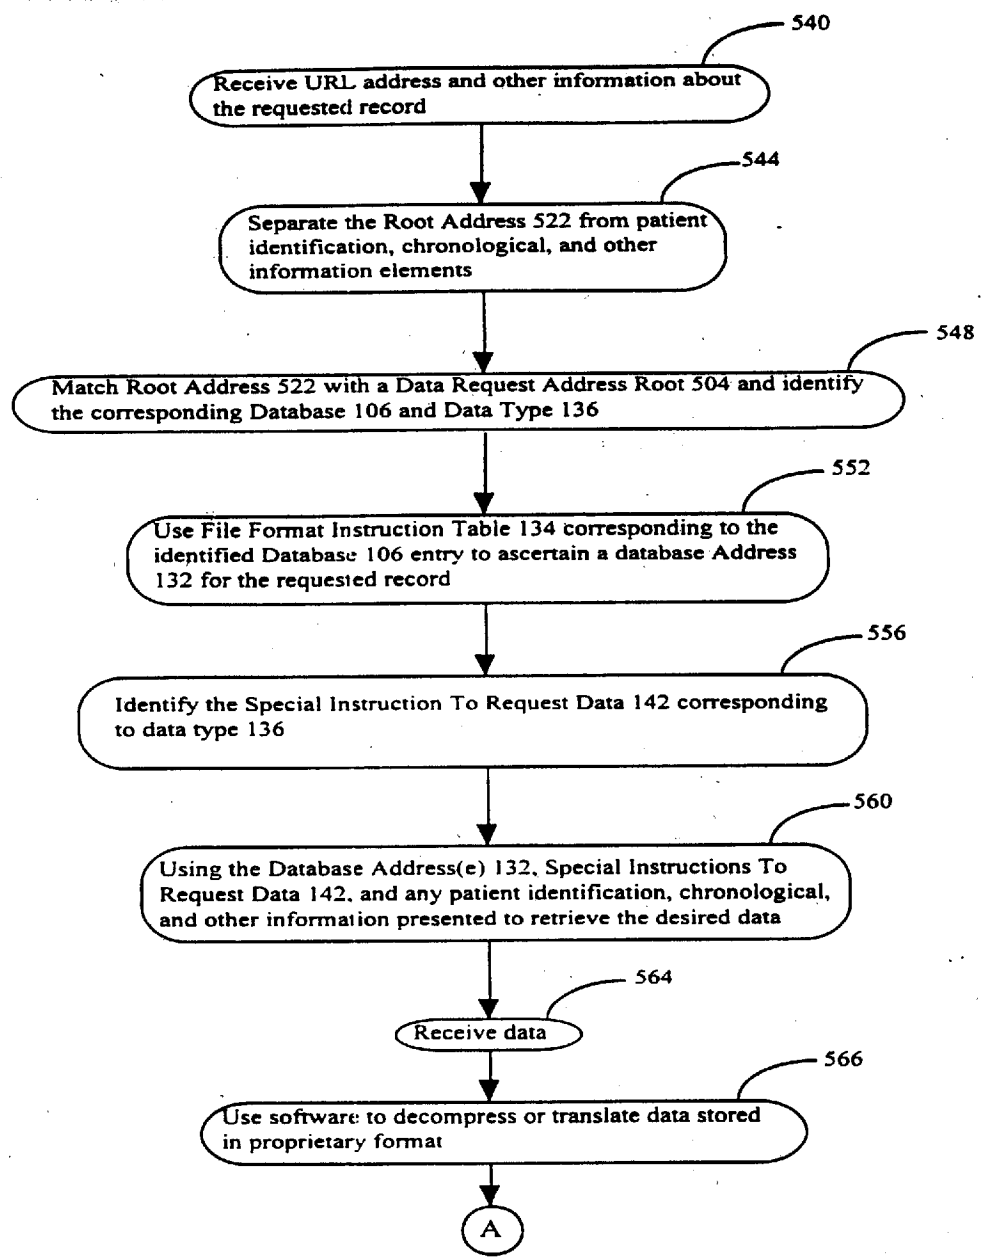 540
Receive URL address and other information about
the requested record
544
Separate the Root Address 522 from patient
identification, chronological, and other
information elements
548
Match Root Address 522 with a Data Request Address Root 504 and identify
the corresponding Database 106 and Data Type 136
552
Use File Format Instruction Table 134 corresponding to the
identified Database 106 entry to ascertain a database Address
132 for the requested record
556
Identify the Special Instruction To Request Data 142 corresponding
to data type 136
560
Using the Database Address(e) 132, Special Instructions To
Request Data 142, and any patient identification, chronological,
and other information presented to retrieve the desired data
564
Receive data
566
Use software to decompress or translate data stored
in proprietary format
A